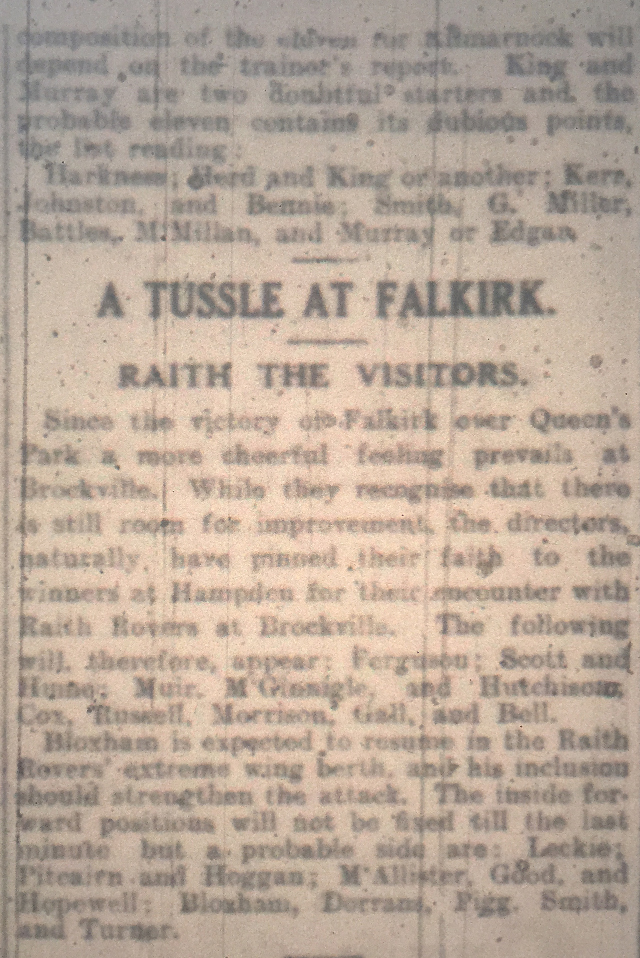 composition of the eleven for Kilmarnock will
depend on the trainer's report. King and
Murray are two doubtful starters and the
probable eleven contains its dubious points,
the list reading:
Harkness; Herd and King or another; Kerr,
Johnston, and Bennie; Smith, G. Miller,
Battles, M'Millan, and Murray or Edgar.
A TUSSLE AT FALKIRK.
RAITH THE VISITORS.
Since the victory of Falkirk over Queen's
Park a more cheerful feeling prevails at
Brockville. While they recognise that there
is still room for improvement, the directors,
naturally, have pinned their faith to the
winners at Hampden for their encounter with
Raith Rovers at Brockville. The following
will, therefore, appear: Ferguson; Scott and
Muir, M'Ginnigle, and Hutchison,
Cox, Russell, Morrison, Gall, and Bell.
Bloxham is expected to resume in the Raith
Rovers' extreme wing berth, and his inclusion
should strengthen the attack. The inside for-
ward positions will not be fixed till the last
minute but a probable side are: Leckie;
Pitcairn and Hoggan; M'Allister, Good, and
Hopewell; Bloxham, Dorrans, Pigg, Smith,
and Turner.